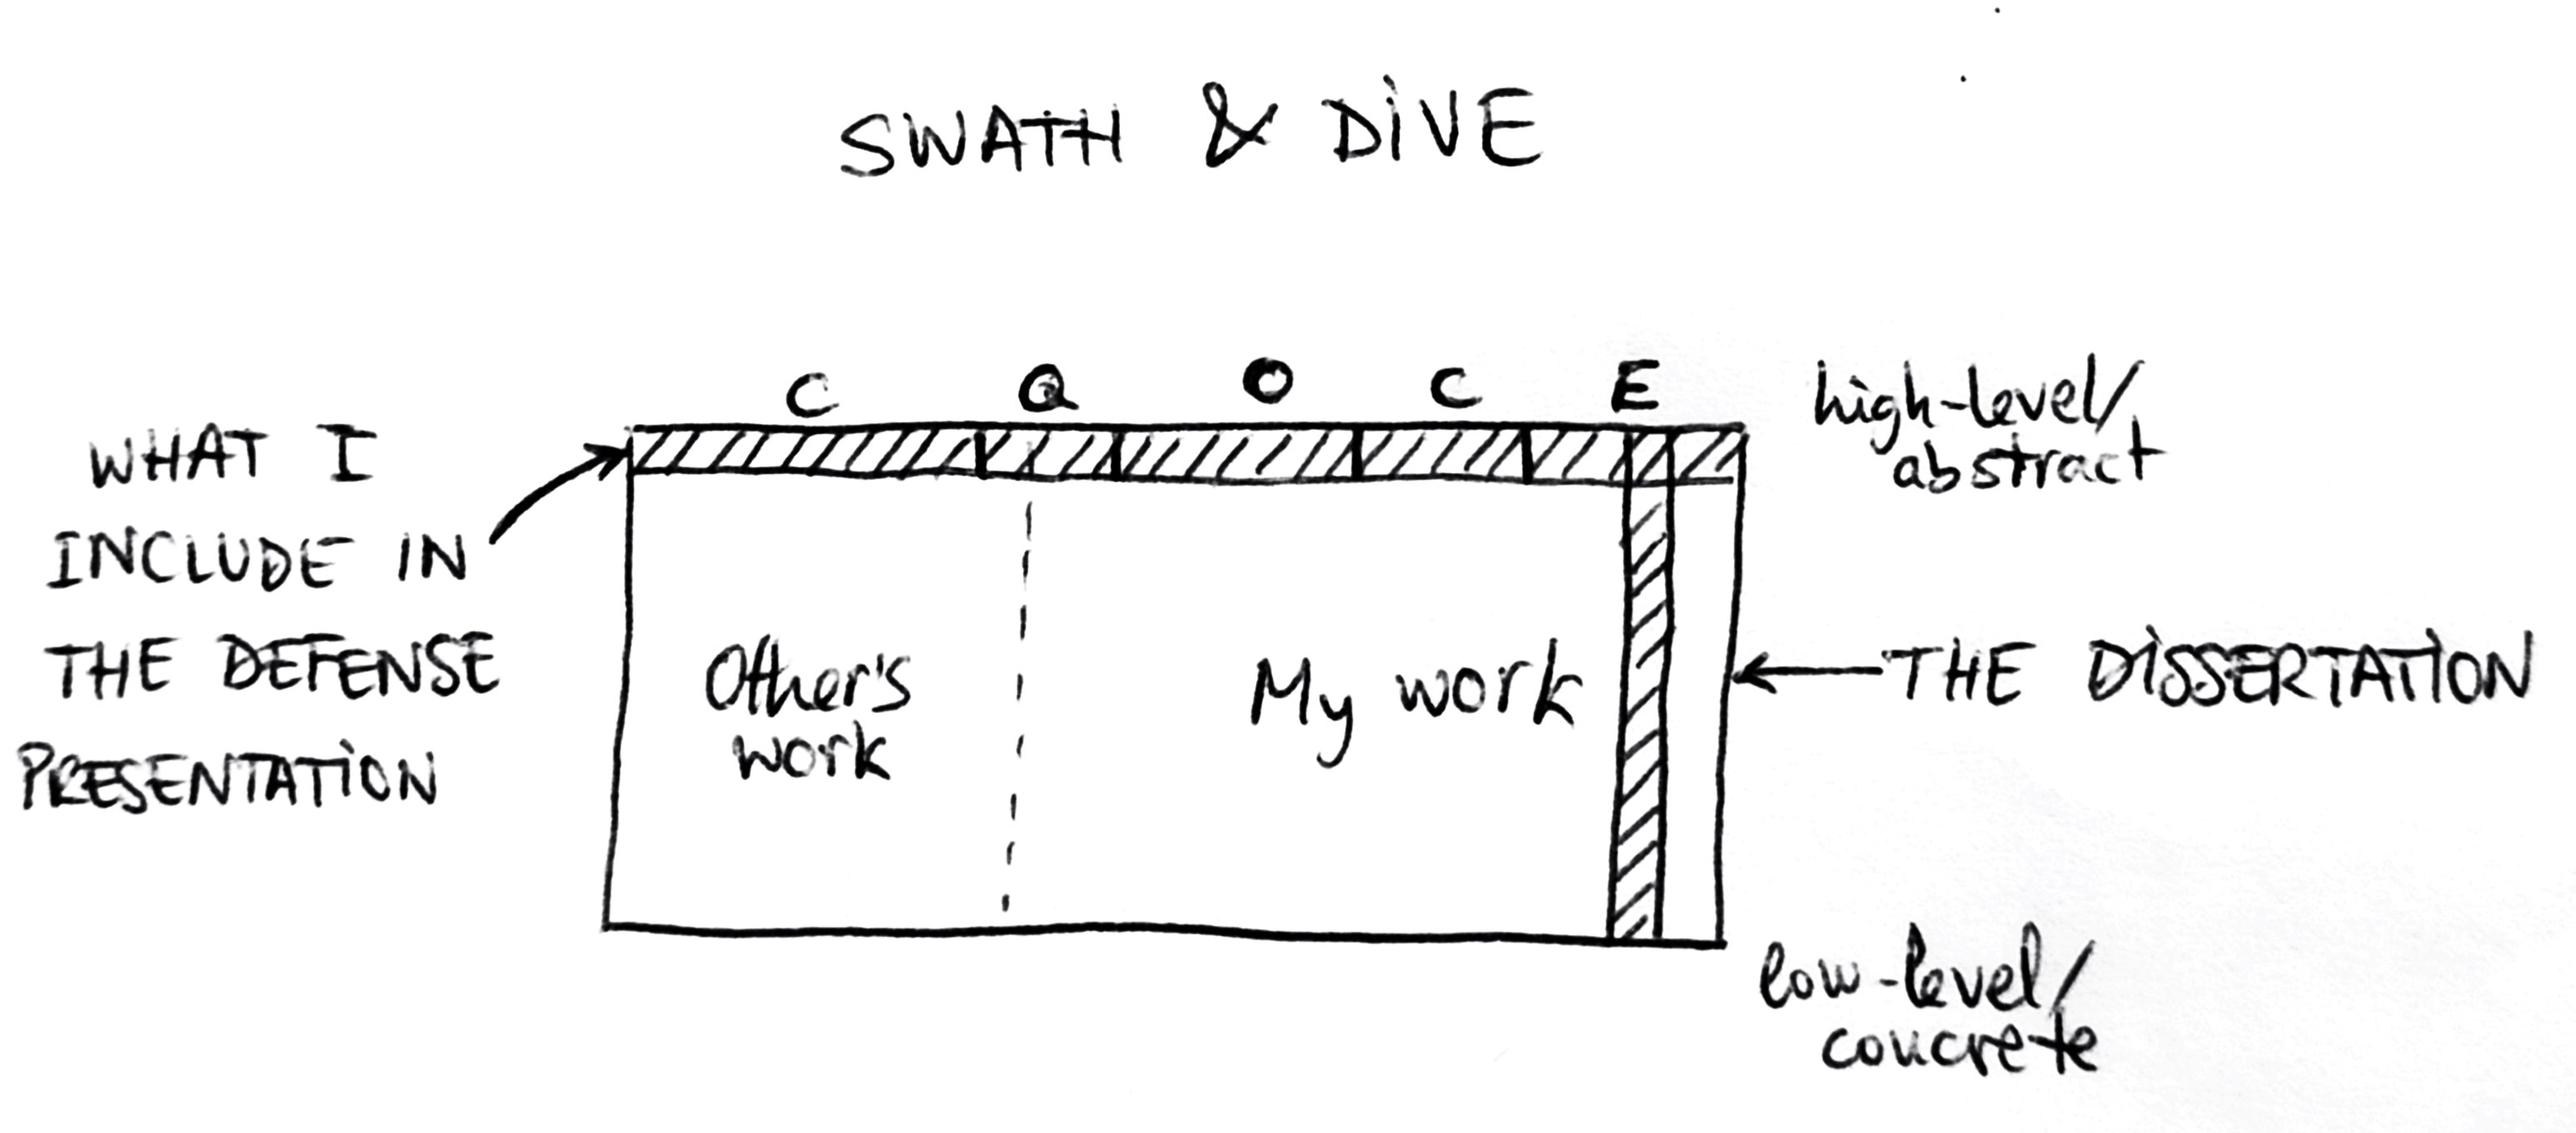 SWATH & DIVE
C Q O C E
high-level/
abstract
WHAT I
INCLUDE IN
THE DEFENSE
PRESENTATION
Other's
work
My work
THE DISSERTATION
low-level/
concrete